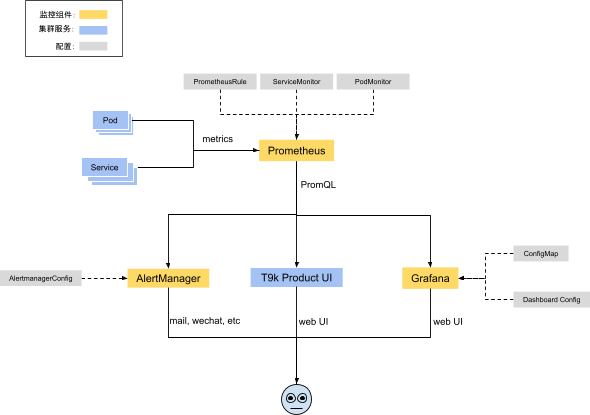 监控组件：
集群服务：
配置：
PrometheusRule
ServiceMonitor
PodMonitor
Pod
metrics
Prometheus
Service
PromQL
ConfigMap
AlertmanagerConfig
AlertManager
T9k Product UI
Grafana
Dashboard Config
mail, wechat, etc
web UI
web UI